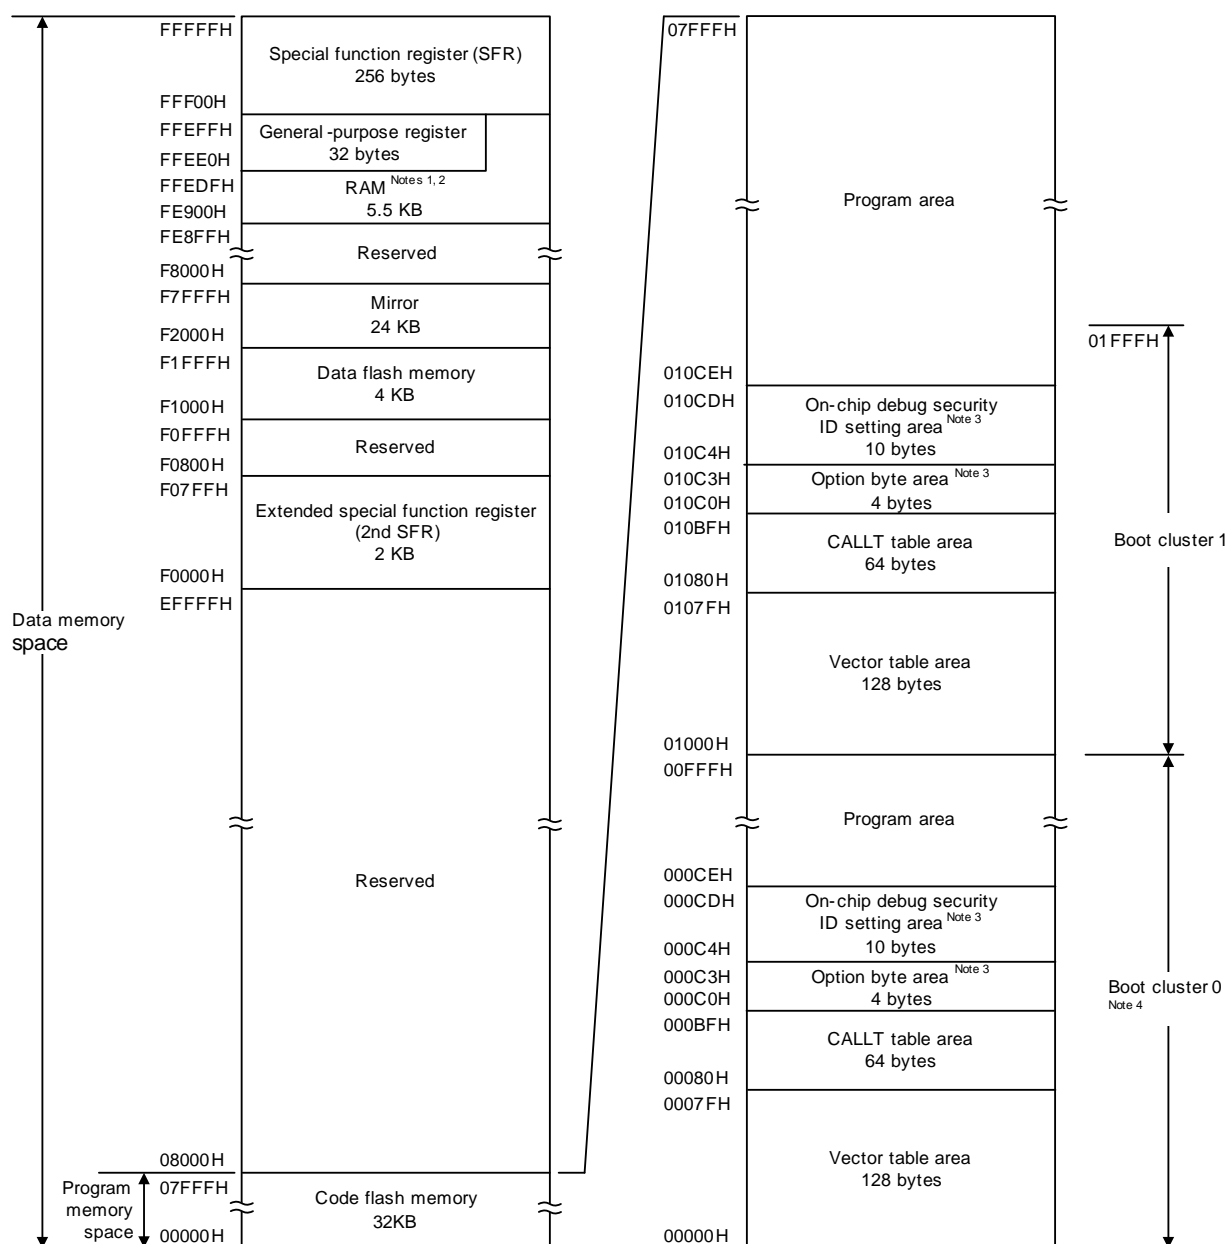 FFFFFH
Special function register (SFR)
256 bytes
FFF00H
FFEFFH
General-purpose register
32 bytes
FFEE0H
FFEDFH
RAM Notes 1, 2
5.5 KB
FE900H
FE8FFH
Reserved
F8000H
F7FFFH
Mirror
24 KB
F2000H
F1FFFH
Data flash memory
4 KB
F1000H
F0FFFH
Reserved
F0800H
F07FFH
Extended special function register
(2nd SFR)
2 KB
F0000H
EFFFFH
Data memory
space
Reserved
08000H
Program
memory
space
07FFFH
Code flash memory
32KB
00000H
07FFFH
Program area
01FFFH
010CEH
010CDH
On-chip debug security
ID setting area Note 3
10 bytes
010C4H
010C3H
Option byte area Note 3
4 bytes
010C0H
010BFH
CALLT table area
64 bytes
01080H
0107FH
Boot cluster 1
Vector table area
128 bytes
01000H
00FFFH
Program area
000CEH
000CDH
On-chip debug security
ID setting area Note 3
10 bytes
000C4H
000C3H
Option byte area Note 3
4 bytes
000C0H
000BFH
Boot cluster 0
Note 4
CALLT table area
64 bytes
00080H
0007FH
Vector table area
128 bytes
00000H